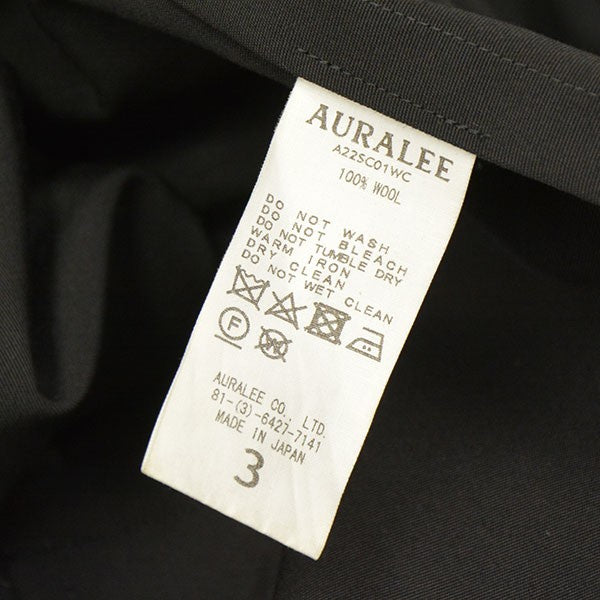 AURALEE
A22SC01WC
100% WOOL
DO NOT WASH
DO NOT BLEACH
DO NOT TUMBLE DRY
WARM IRON
DRY CLEAN
DO NOT WET CLEAN
F
W
AURALEE CO., LTD.
81-(3)-6427-7141
MADE IN JAPAN
3